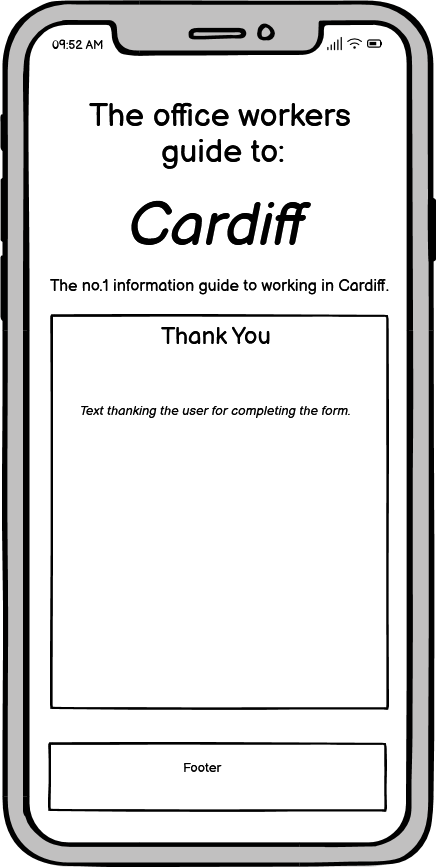 09:52 AM
The office workers
guide to:
Cardiff
The no.1 information guide to working in Cardiff.
Thank You
Text thanking the user for completing the form.
Footer